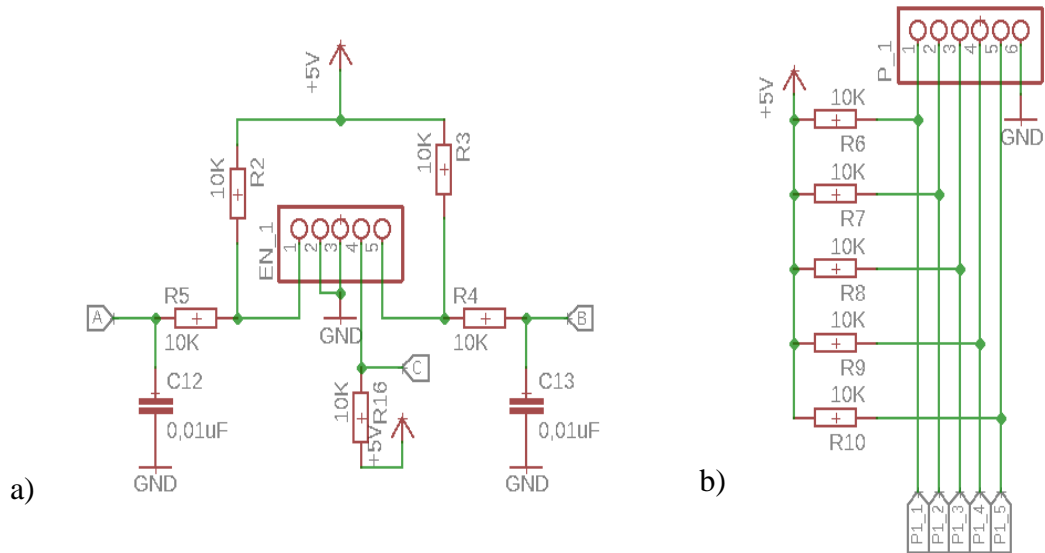 +5V
10K
R2
10K
R3
EN_1
1
2
3
4
5
A
R5
10K
GND
R4
10K
B
C
C12
0,01uF
GND
10K
R16
+5V
C13
0,01uF
GND
a)
P_1
1
2
3
4
5
6
GND
+5V
10K
R6
10K
R7
10K
R8
10K
R9
10K
R10
P1_1
P1_2
P1_3
P1_4
P1_5
b)